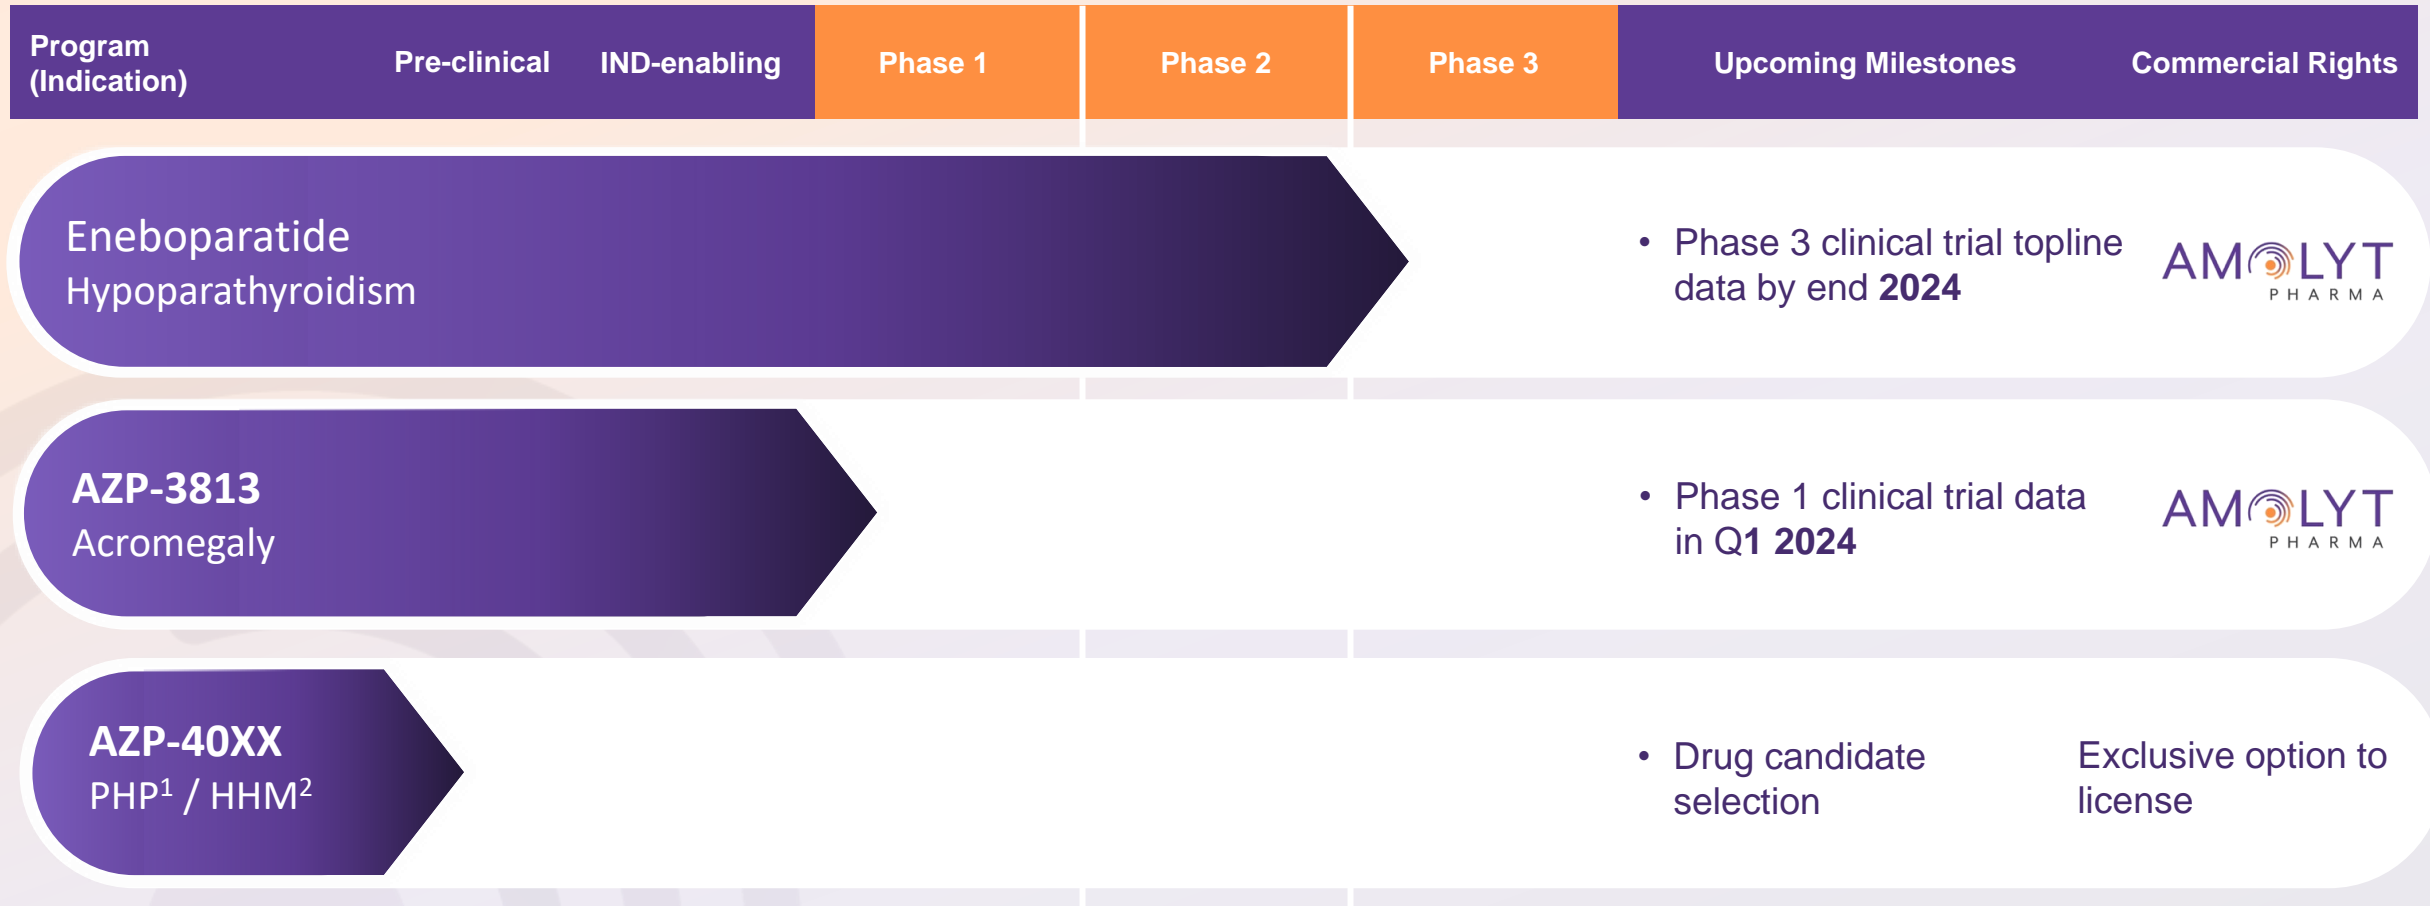 Program
(Indication)
Pre-clinical
IND-enabling
Phase 1
Phase 2
Phase 3
Upcoming Milestones
Commercial Rights
Eneboparatide
Hypoparathyroidism
• Phase 3 clinical trial topline
data by end 2024
AMOLYT
PHARMA
AZP-3813
Acromegaly
• Phase 1 clinical trial data
in Q1 2024
AMOLYT
PHARMA
AZP-40XX
PHP¹ / HHM²
• Drug candidate
selection
Exclusive option to
license